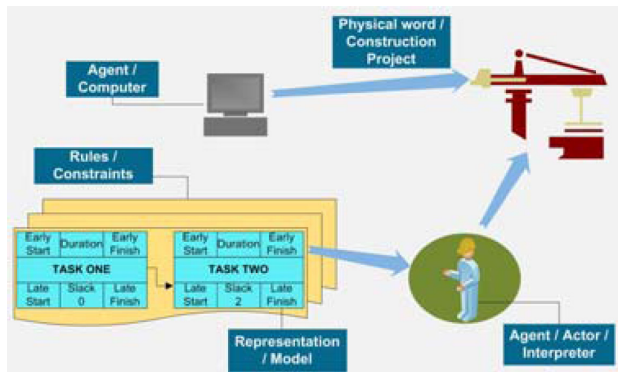 Physical word /
Construction
Project
Agent /
Computer
Rules /
Constraints
Early
Start
Duration
Early
Finish
Early
Start
Duration
Early
Finish
TASK ONE
TASK TWO
Late
Start
Slack
0
Late
Finish
Late
Start
Slack
2
Late
Finish
Representation
/ Model
Agent / Actor /
Interpreter